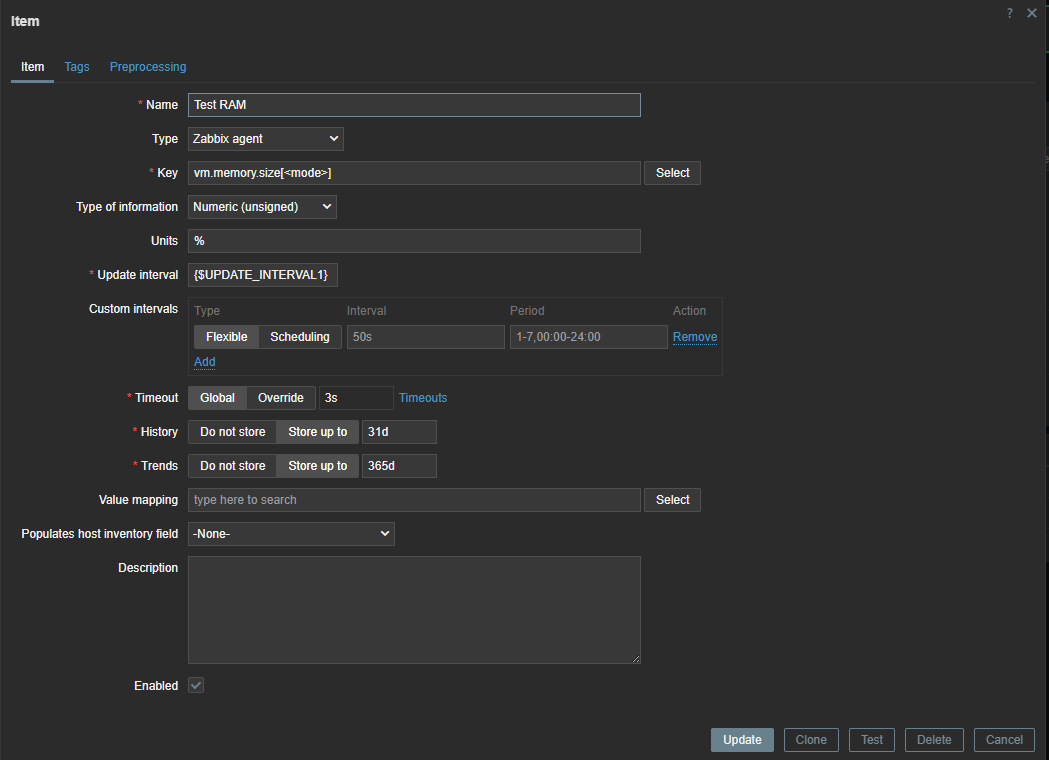 Item ? ✕
Item Tags Preprocessing
* Name Test RAM
Type Zabbix agent
* Key vm.memory.size[<mode>] Select
Type of information Numeric (unsigned)
Units %
* Update interval {$UPDATE_INTERVAL1}
Custom intervals Type Interval Period Action
Flexible Scheduling 50s 1-7,00:00-24:00 Remove
Add
* Timeout Global Override 3s Timeouts
* History Do not store Store up to 31d
* Trends Do not store Store up to 365d
Value mapping type here to search Select
Populates host inventory field -None-
Description
Enabled
Update Clone Test Delete Cancel